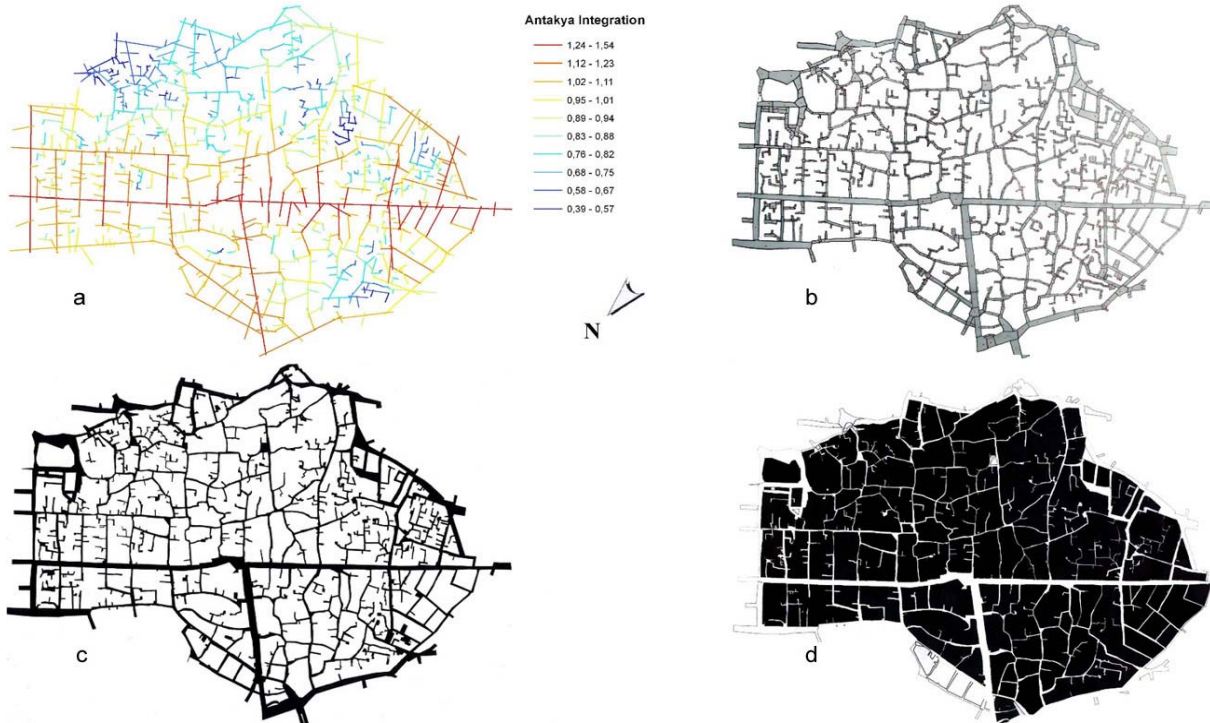 Antakya Integration
1,24 - 1,54
1,12 - 1,23
1,02 - 1,11
0,95 - 1,01
0,89 - 0,94
0,83 - 0,88
0,76 - 0,82
0,68 - 0,75
0,58 - 0,67
0,39 - 0,57
a
b
N
c
d